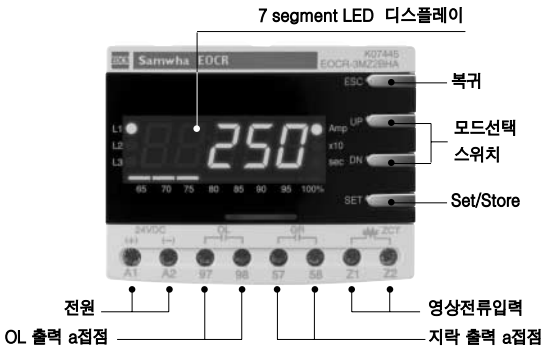 7 segment LED 디스플레이
K07445
EOCR Samwha EOCR
EOCR-3MZ2BHA
ESC
복귀
L1
250
Amp
UP
모드선택
스위치
L2
x10
L3
sec
DN
65 70 75 80 85 90 95 100%
SET
Set/Store
24VDC
OL
GR
ZCT
(+)
(-)
A1 A2 97 98 57 58 Z1 Z2
전원
영상전류입력
OL 출력 a접점
지락 출력 a접점